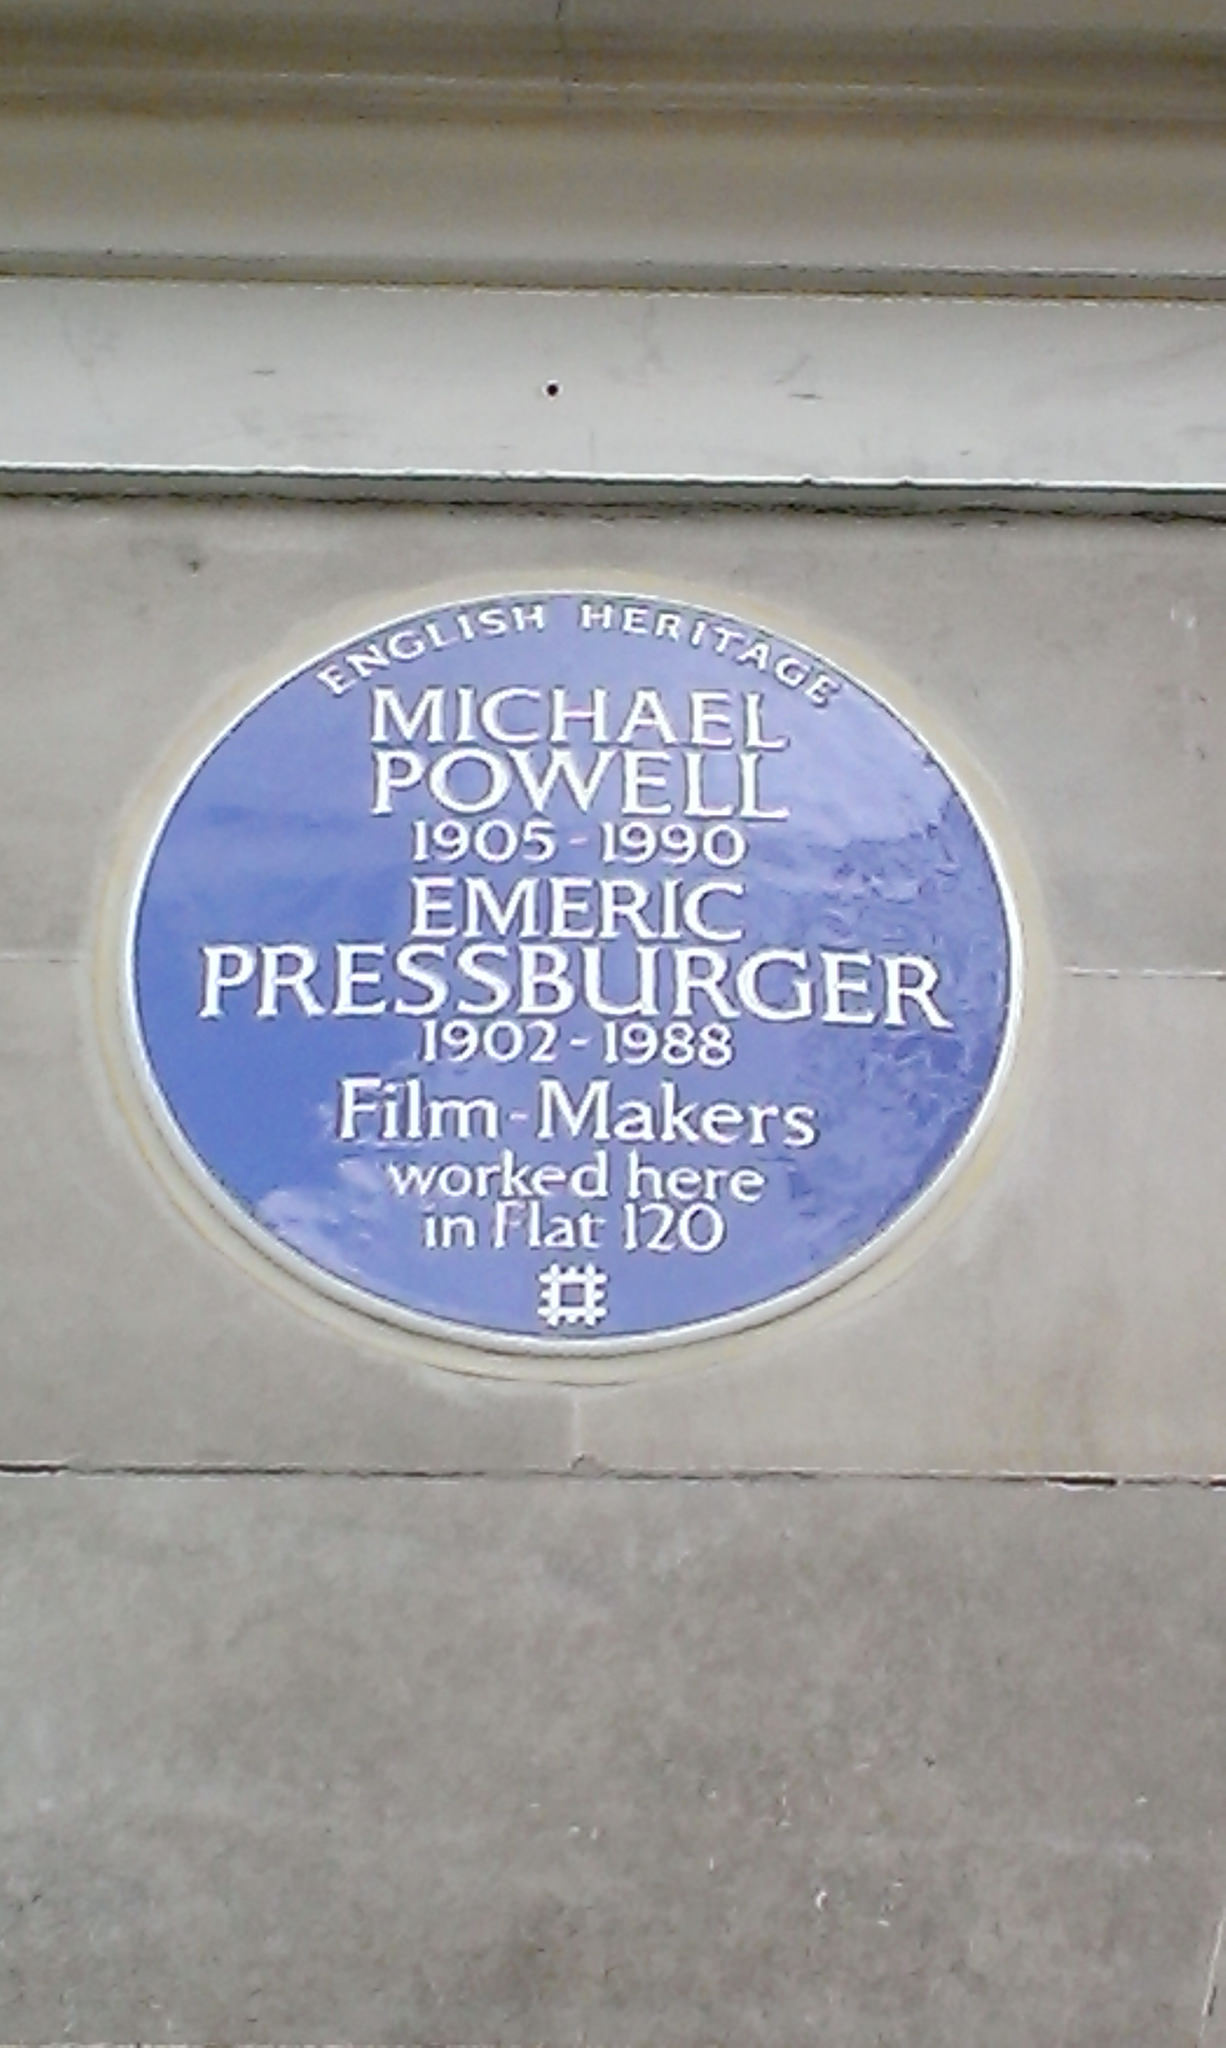 ENGLISH HERITAGE
MICHAEL
POWELL
1905-1990
EMERIC
PRESSBURGER
1902-1988
Film-Makers
worked here
in Flat 120